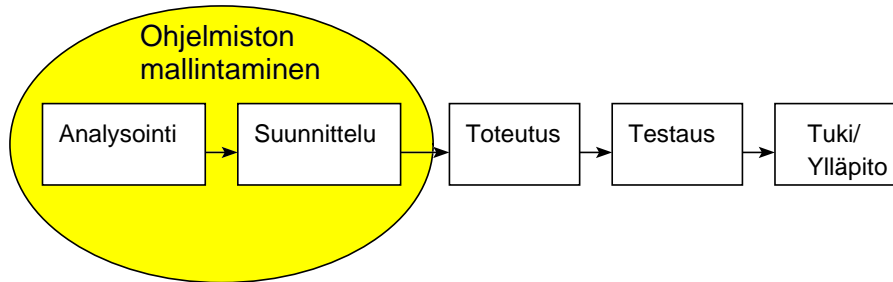 Ohjelmiston
mallintaminen
Analysointi
Suunnittelu
Toteutus
Testaus
Tuki/
Ylläpito